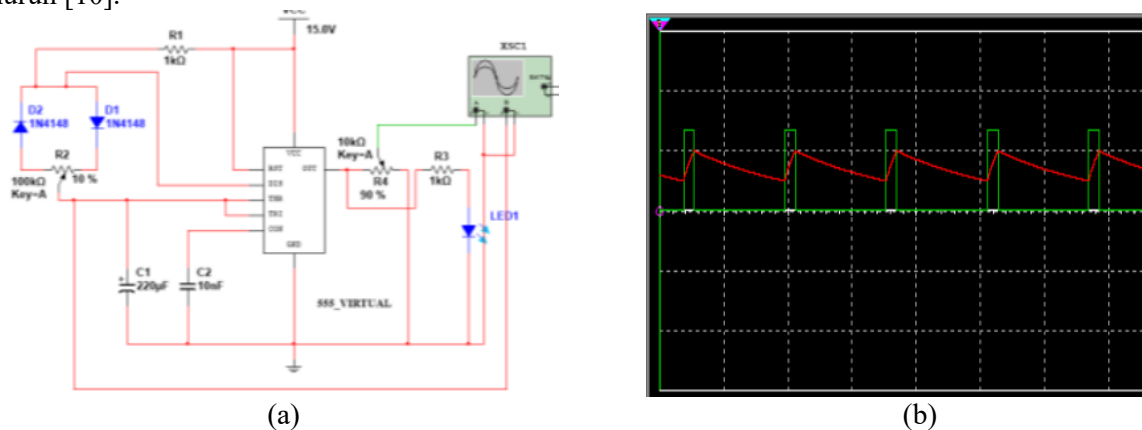 [10].
VCC
15.0V
R1
1kΩ
XSC1
D2
1N4148
D1
1N4148
R2
100kΩ
Key=A
10 %
10kΩ
Key=A
R4
90 %
R3
1kΩ
LED1
VCC
RST
OUT
DIS
THR
TRI
CON
GND
C1
220µF
C2
10nF
555_VIRTUAL
(a)
(b)